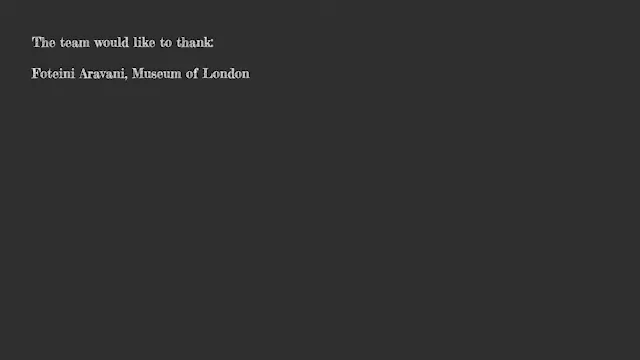 The team would like to thank:
Foteini Aravani, Museum of London